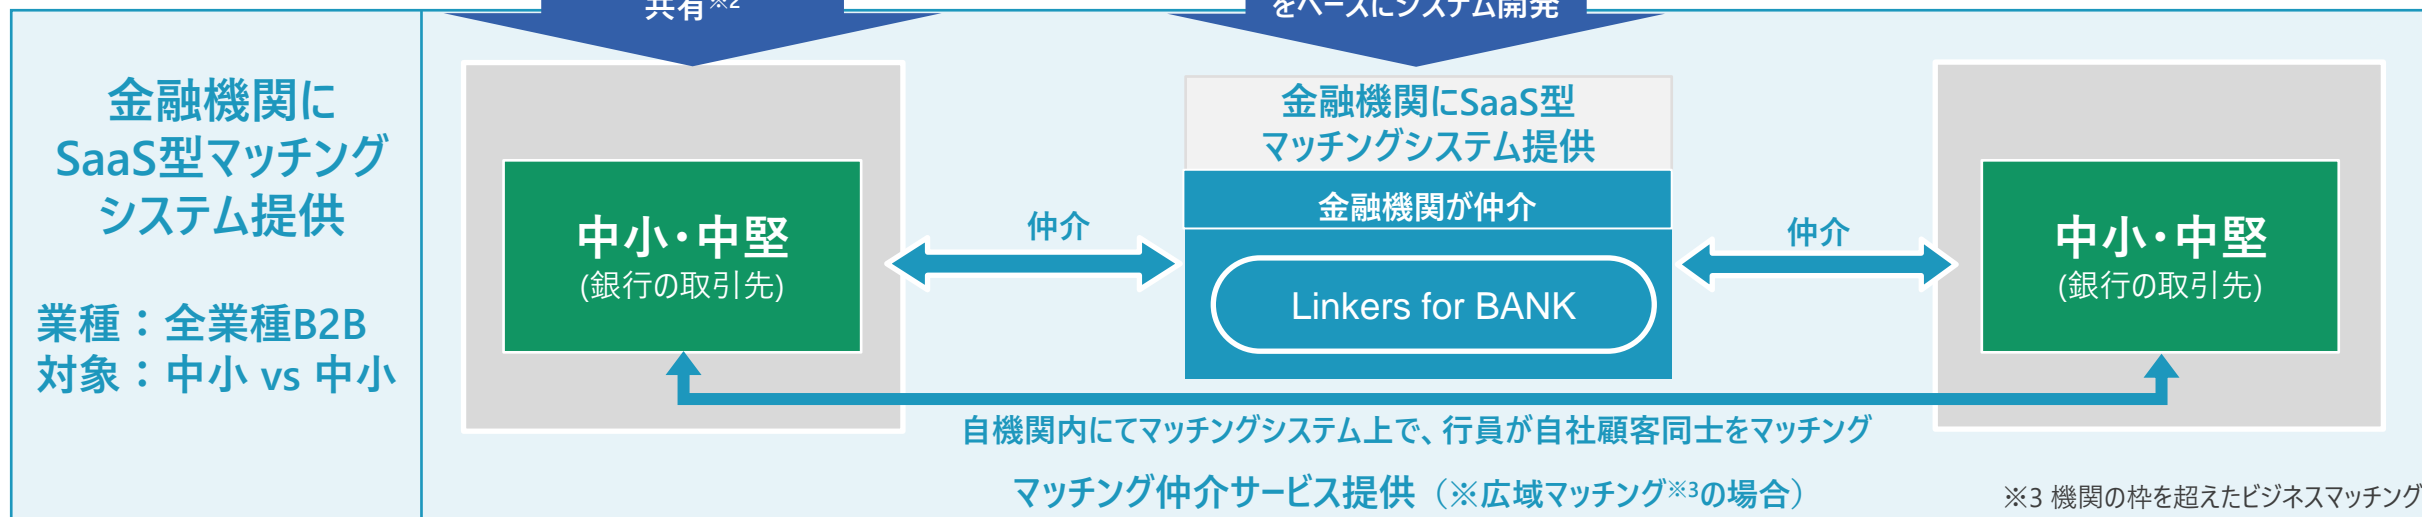 共有※2
をベースにシステム開発
金融機関に
SaaS型マッチング
システム提供
業種：全業種B2B
対象：中小 vs 中小
中小・中堅
(銀行の取引先)
仲介
金融機関にSaaS型
マッチングシステム提供
金融機関が仲介
Linkers for BANK
仲介
中小・中堅
(銀行の取引先)
自機関内にてマッチングシステム上で、行員が自社顧客同士をマッチング
マッチング仲介サービス提供（※広域マッチング※3の場合）
※3 機関の枠を超えたビジネスマッチング